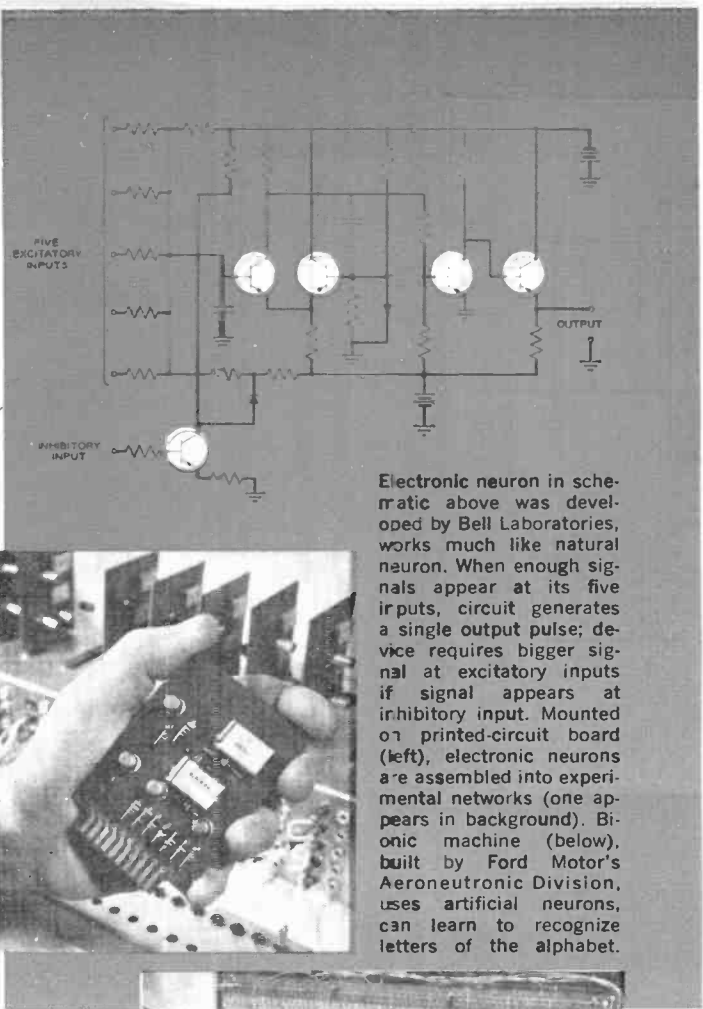 FIVE
EXCITATORY
INPUTS
OUTPUT
INHIBITORY
INPUT
Electronic neuron in sche-
matic above was devel-
oped by Bell Laboratories,
works much like natural
neuron. When enough sig-
nals appear at its five
inputs, circuit generates
a single output pulse; de-
vice requires bigger sig-
nal at excitatory inputs
if signal appears at
inhibitory input. Mounted
on printed-circuit board
(left), electronic neurons
are assembled into experi-
mental networks (one ap-
pears in background). Bi-
onic machine (below),
built by Ford Motor's
Aeroneutronic Division,
uses artificial neurons,
can learn to recognize
letters of the alphabet.